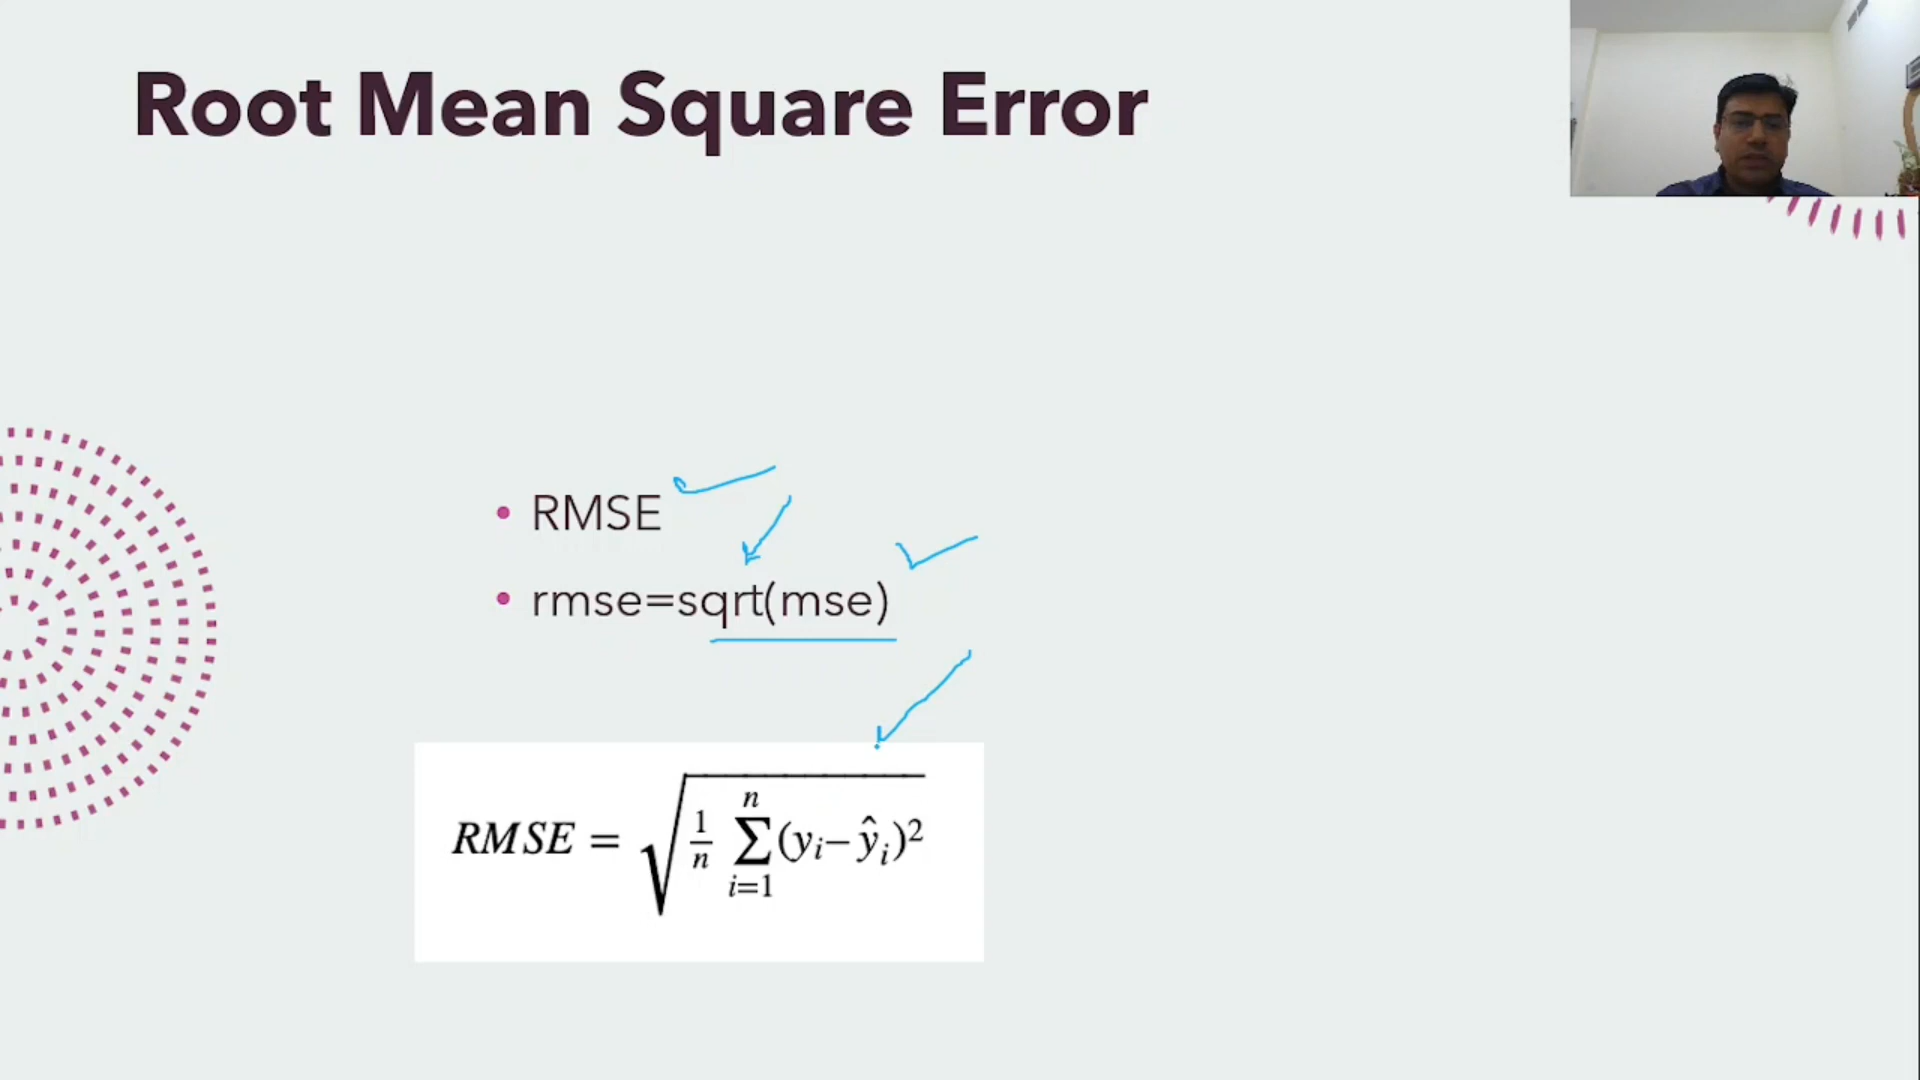 Root Mean Square Error
• RMSE
• rmse=sqrt(mse)
RMSE = √(1/n ∑_{i=1}^{n} (y_i − ŷ_i)²)